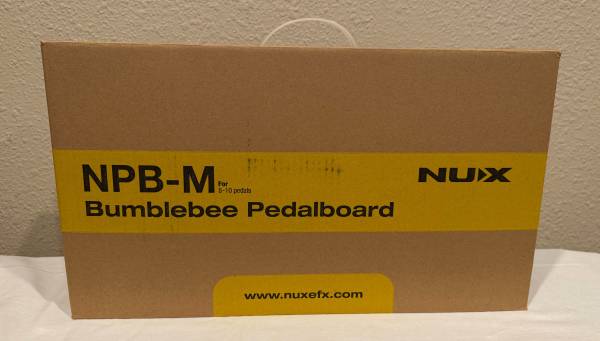 NPB-M
For
5-10 pedals
NUX
Bumblebee Pedalboard
www.nuxefx.com